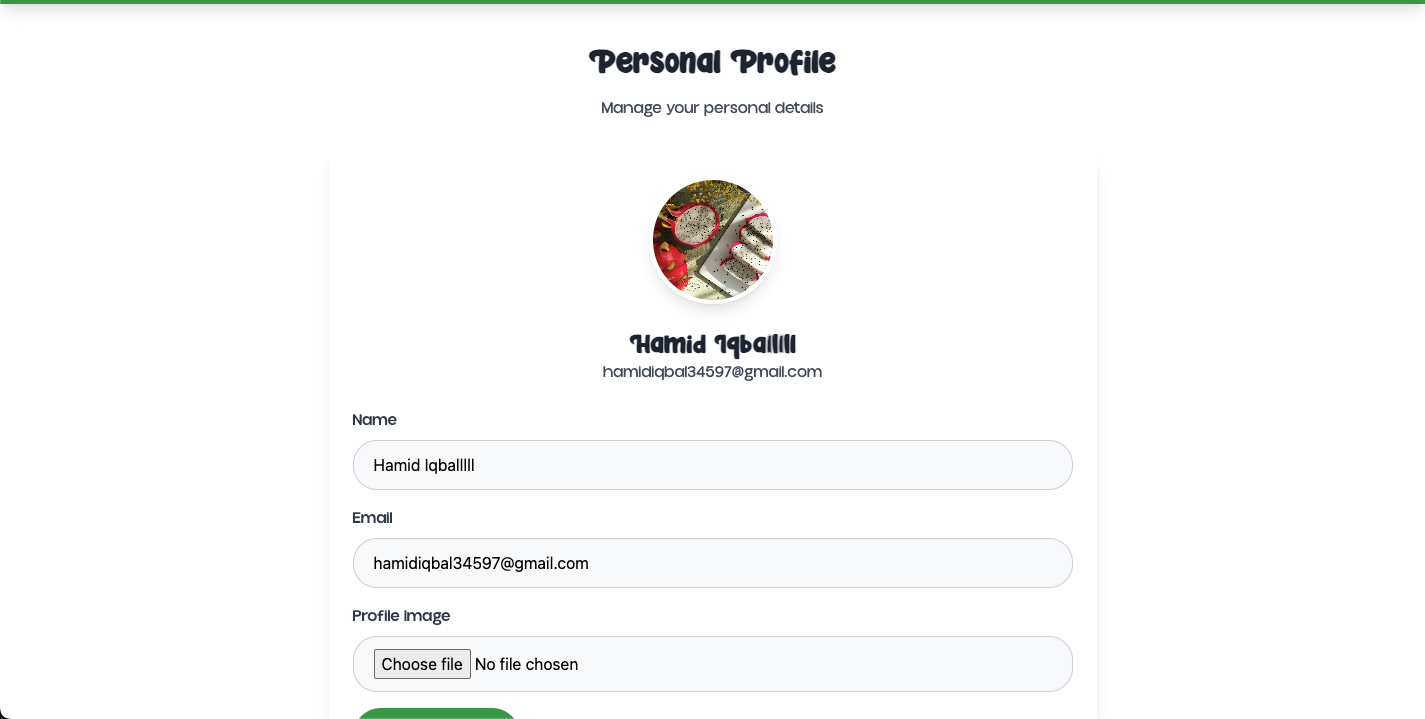 Personal Profile
Manage your personal details
Hamid Iqballlll
hamidiqbal34597@gmail.com
Name
Hamid Iqballlll
Email
hamidiqbal34597@gmail.com
Profile Image
Choose file No file chosen